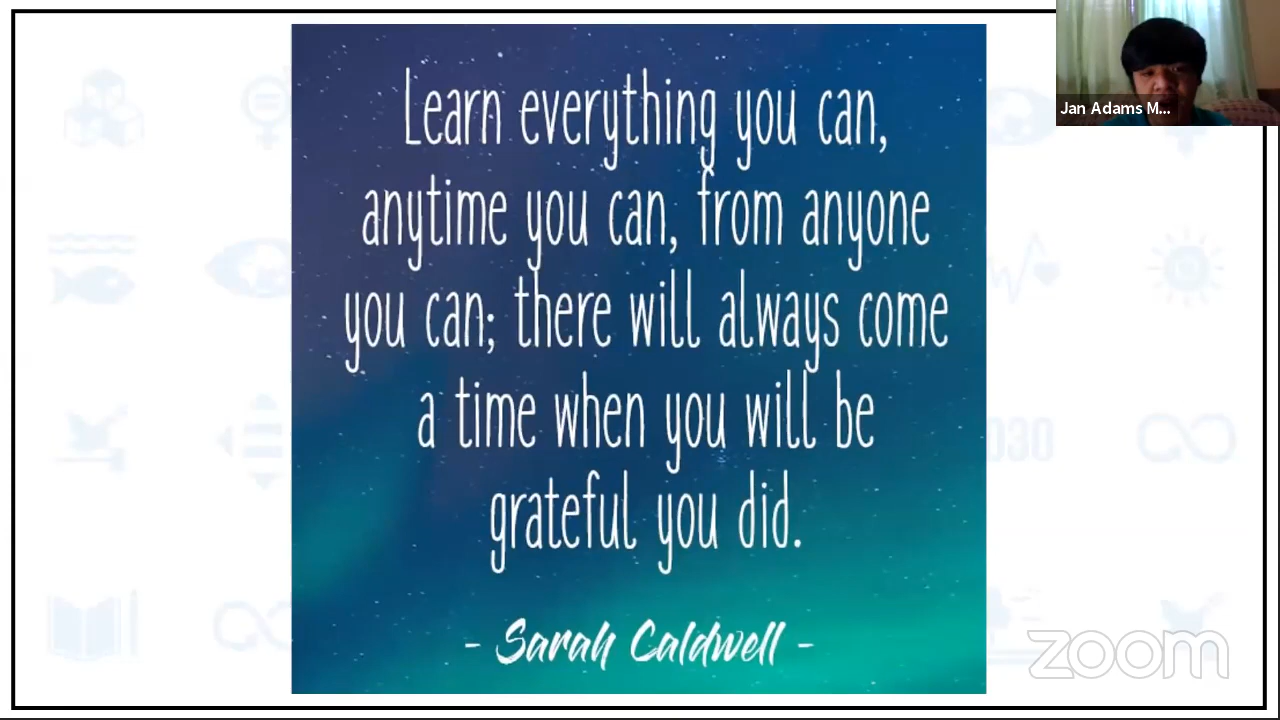 Learn everything you can,
anytime you can, from anyone
you can; there will always come
a time when you will be
grateful you did.
- Sarah Caldwell -
Jan Adams M...
030
zoom